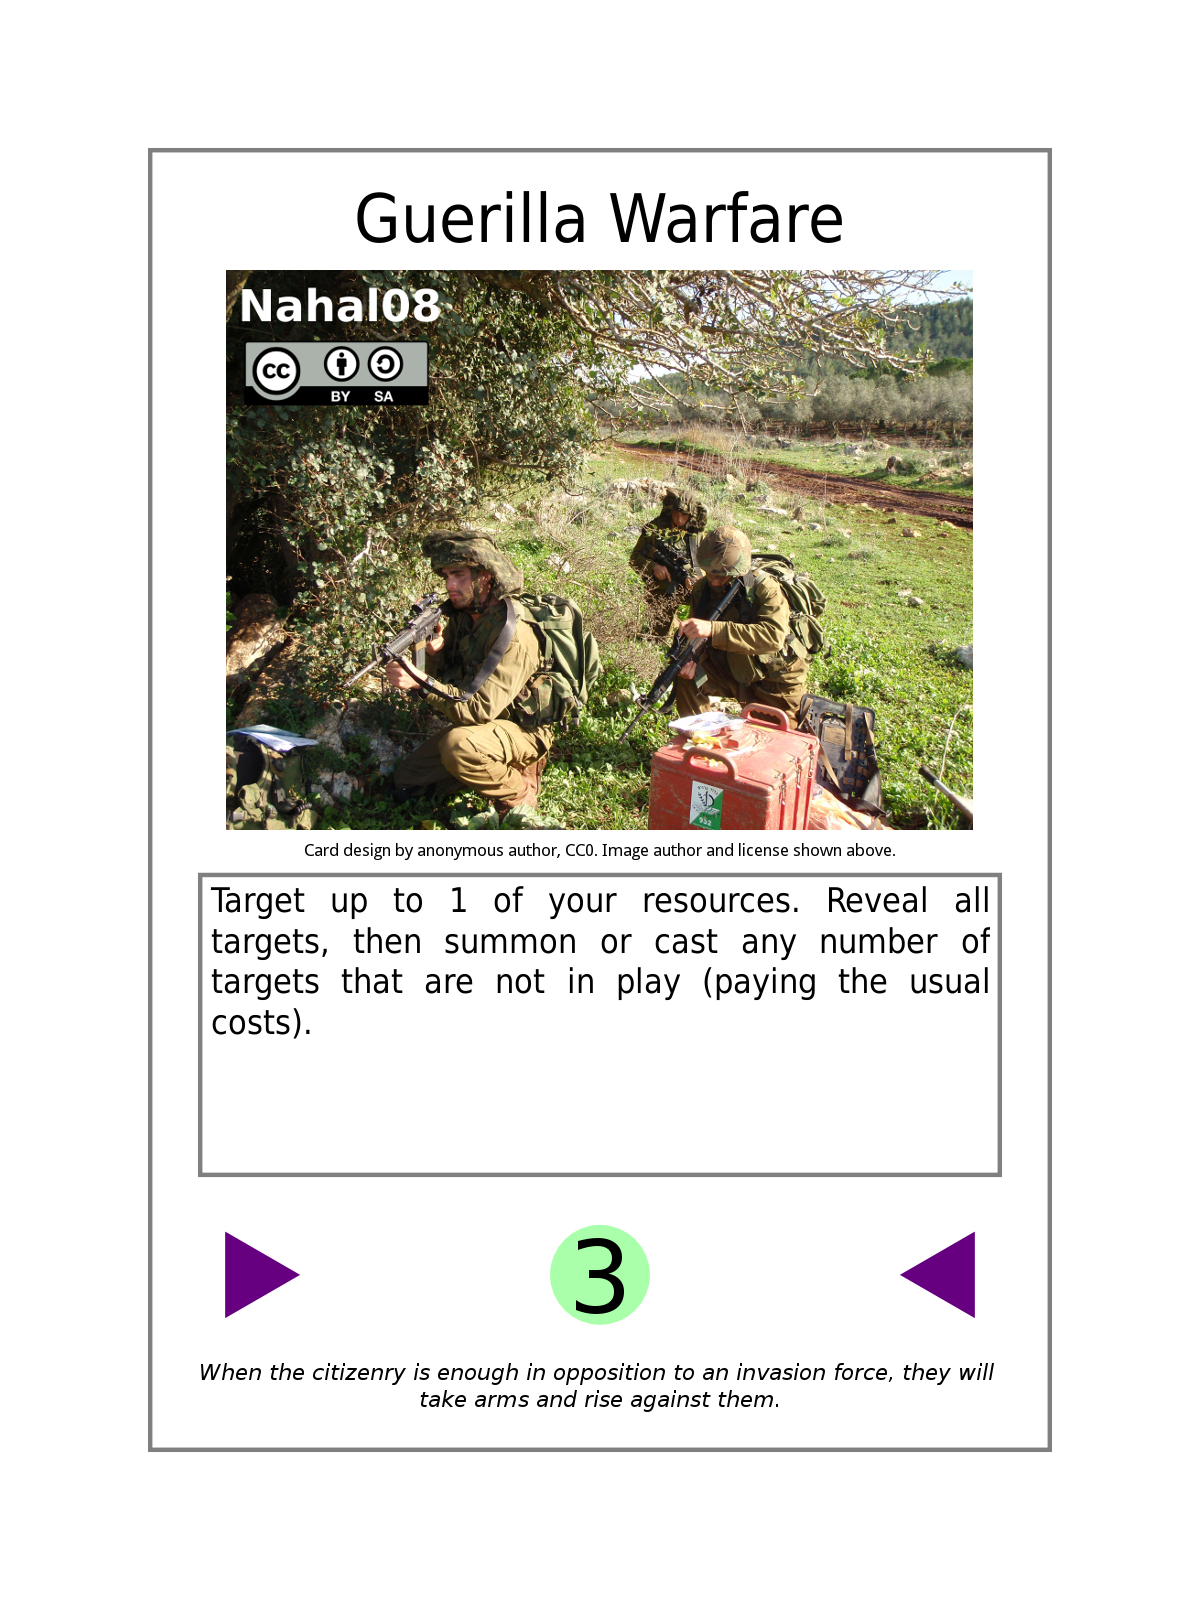 Guerilla Warfare
Nahal08
cc
BY SA
952
Card design by anonymous author, CC0. Image author and license shown above.
Target up to 1 of your resources. Reveal all
targets, then summon or cast any number of
targets that are not in play (paying the usual
costs).
3
When the citizenry is enough in opposition to an invasion force, they will
take arms and rise against them.